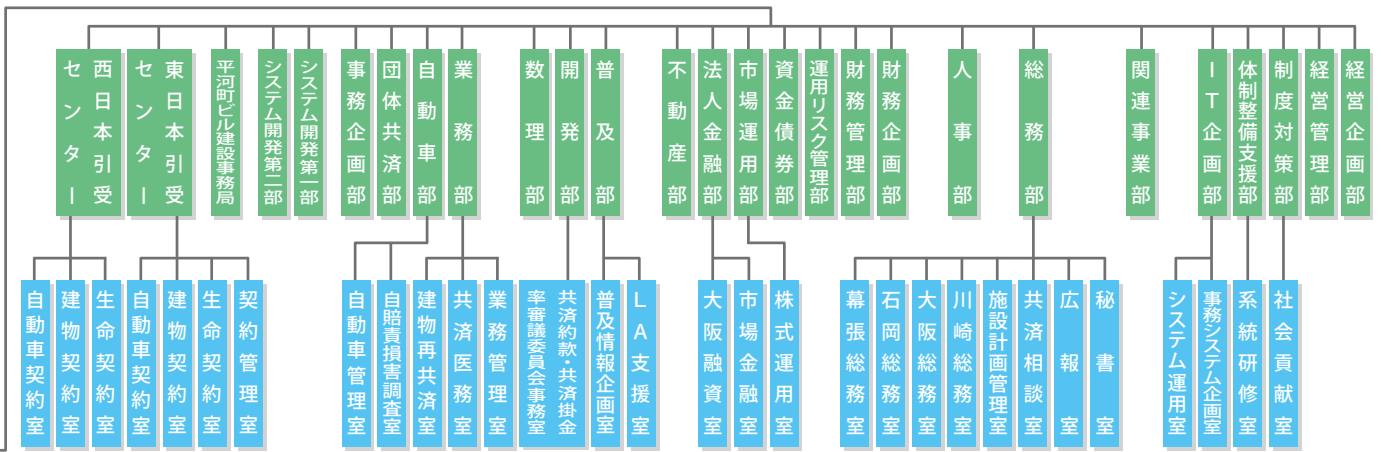 経営企画部
経営管理部
制度対策部
体制整備支援部
IT企画部
関連事業部
総務部
人事部
財務企画部
財務管理部
運用リスク管理部
資金債券部
市場運用部
法人金融部
不動産部
普及部
開発部
数理部
業務部
自動車部
団体共済部
事務企画部
システム開発第一部
システム開発第二部
平河町ビル建設事務局
東日本引受
センター
西日本引受
センター
社会貢献室
系統研修室
事務システム企画室
システム運用室
秘書室
広報室
共済相談室
施設計画管理室
川崎総務室
大阪総務室
石岡総務室
幕張総務室
株式運用室
市場金融室
大阪融資室
LA支援室
普及情報企画室
共済約款・共済掛金
率審議委員会事務室
業務管理室
共済医務室
建物再共済室
自賠責損害調査室
自動車管理室
契約管理室
生命契約室
建物契約室
自動車契約室
生命契約室
建物契約室
自動車契約室